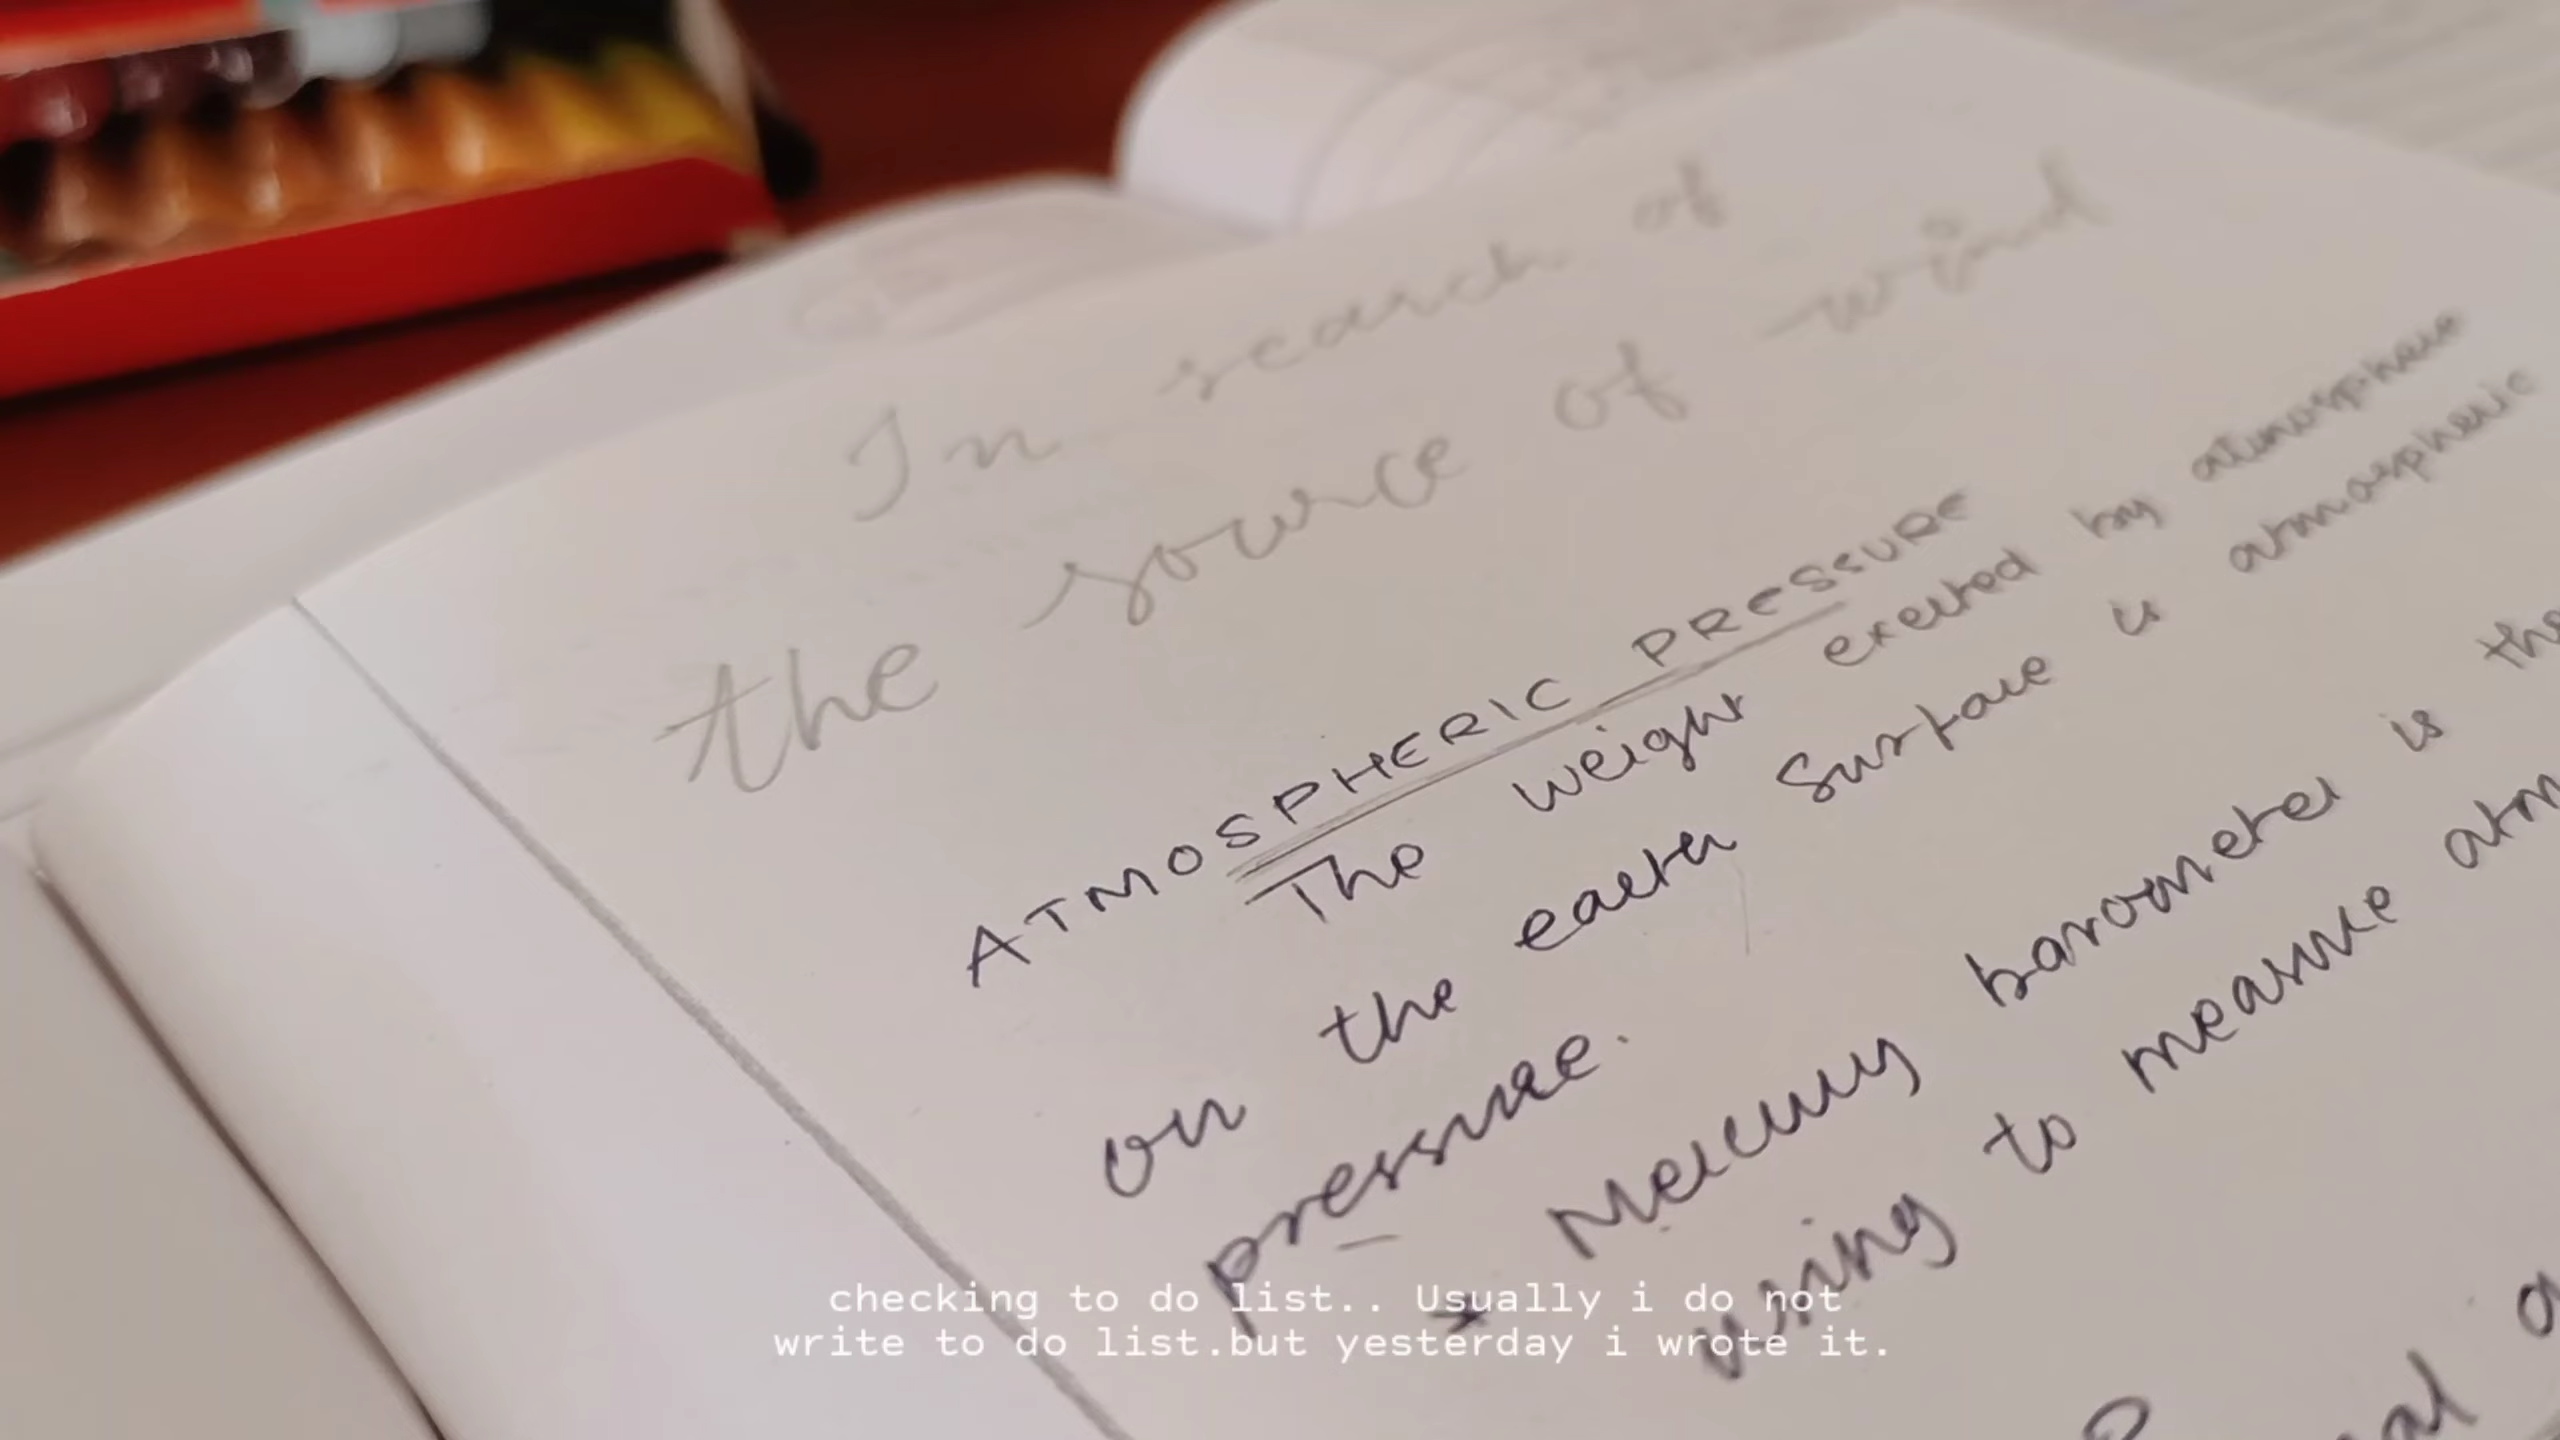 In search of
the source of wind
ATMOSPHERIC PRESSURE
The weight exerted by atmosphere
on the earth Surface is atmospheric
pressure.
* Mercury barometer is the
using to measure atm
checking to do list.. Usually i do not
write to do list.but yesterday i wrote it.